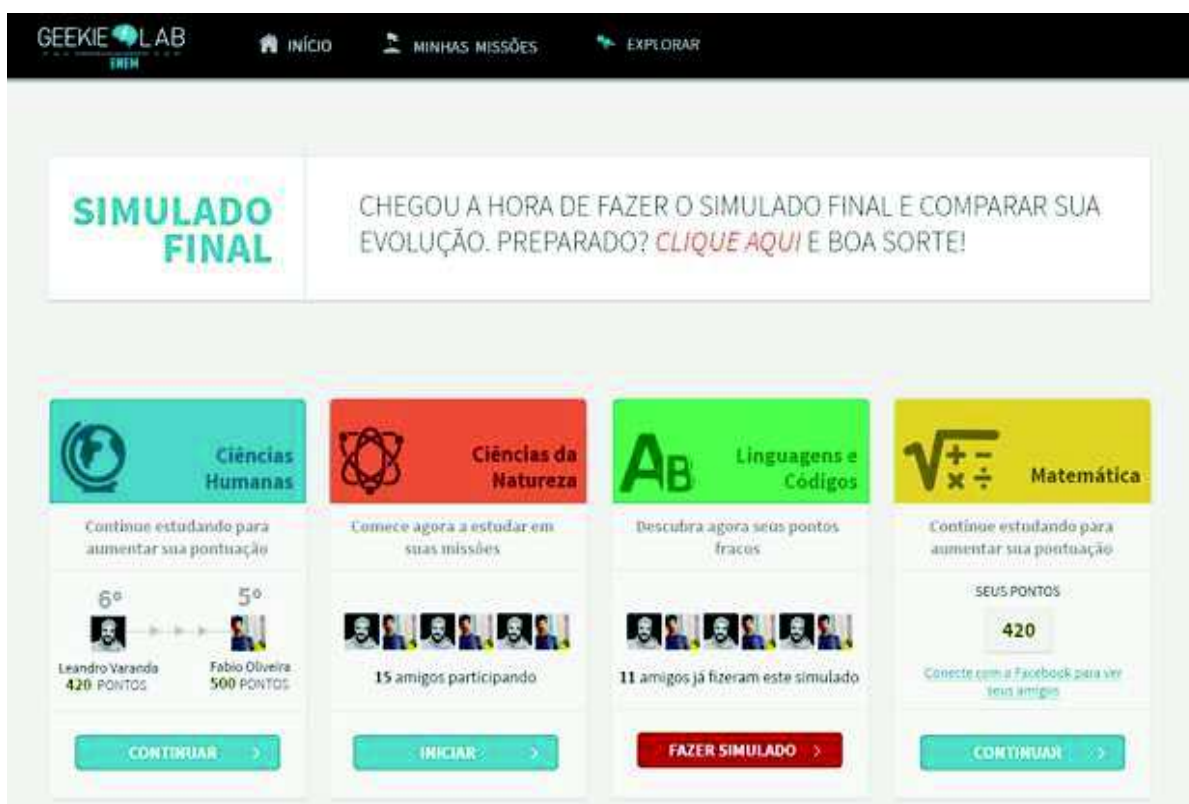 GEEKIE LAB
ENEM
INÍCIO
MINHAS MISSÕES
EXPLORAR
SIMULADO
FINAL
CHEGOU A HORA DE FAZER O SIMULADO FINAL E COMPARAR SUA
EVOLUÇÃO. PREPARADO? CLIQUE AQUI E BOA SORTE!
Ciências
Humanas
Continue estudando para
aumentar sua pontuação
6º
5º
Leandro Varanda
420 PONTOS
Fabio Oliveira
500 PONTOS
CONTINUAR
Ciências da
Natureza
Comece agora a estudar em
suas missões
15 amigos participando
INICIAR
AB
Linguagens e
Códigos
Descubra agora seus pontos
fracos
11 amigos já fizeram este simulado
FAZER SIMULADO
Matemática
Continue estudando para
aumentar sua pontuação
SEUS PONTOS
420
Conecte com a Facebook para ver
seus amigos
CONTINUAR